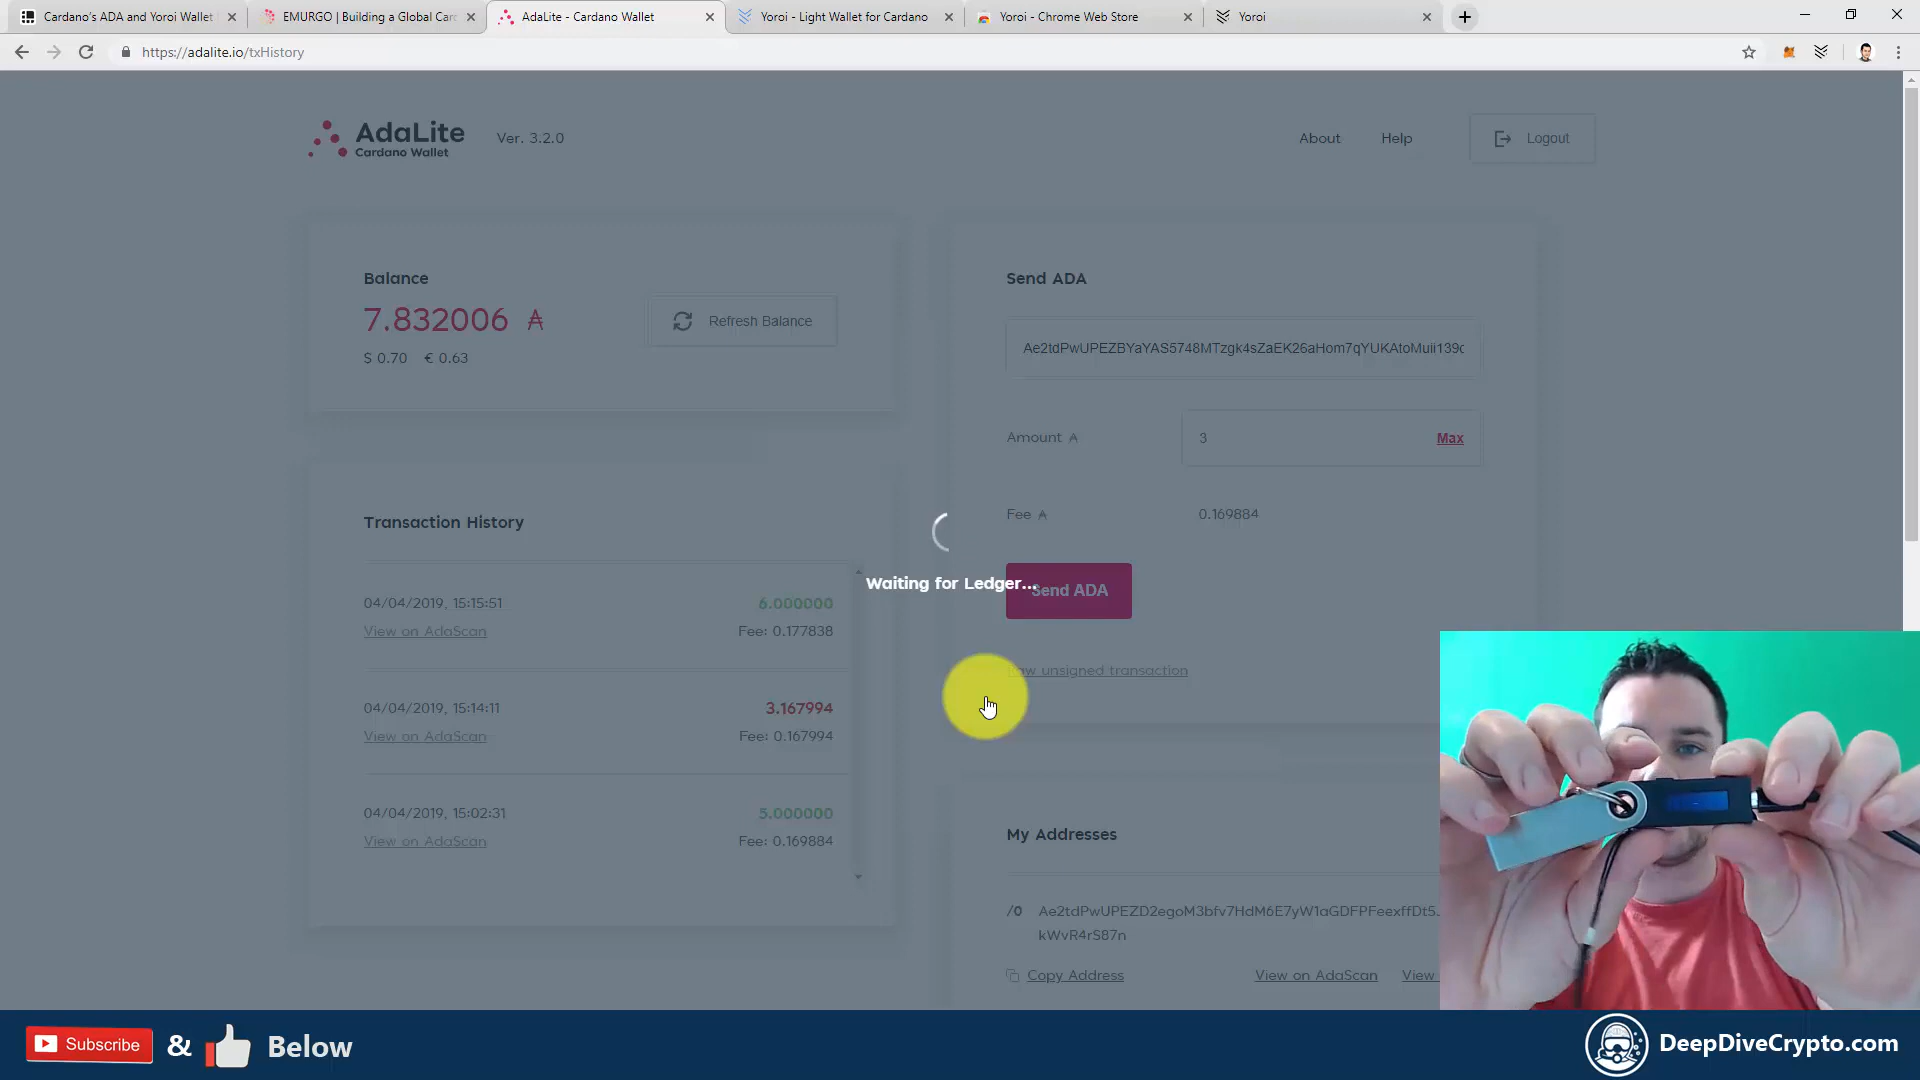 Cardano's ADA and Yoroi Wallet
EMURGO | Building a Global Car
AdaLite - Cardano Wallet
Yoroi - Light Wallet for Cardano
Yoroi - Chrome Web Store
Yoroi
https://adalite.io/txHistory
AdaLite
Cardano Wallet
Ver. 3.2.0
About
Help
Logout
Balance
7.832006 ₳
$ 0.70 € 0.63
Refresh Balance
Transaction History
04/04/2019, 15:15:51 6.000000
View on AdaScan Fee: 0.177838
04/04/2019, 15:14:11 3.167994
View on AdaScan Fee: 0.167994
04/04/2019, 15:02:31 5.000000
View on AdaScan Fee: 0.169884
Waiting for Ledger...
Send ADA
Ae2tdPwUPEZBYaYAS5748MTzgk4sZaEK26aHom7qYUKAtoMuii139c
Amount ₳ 3 Max
Fee ₳ 0.169884
Send ADA
unsigned transaction
My Addresses
/0 Ae2tdPwUPEZD2egoM3bfv7HdM6E7yW1aGDFPFeexffDt5
kWvR4rS87n
Copy Address View on AdaScan View
Subscribe & Below
DeepDiveCrypto.com